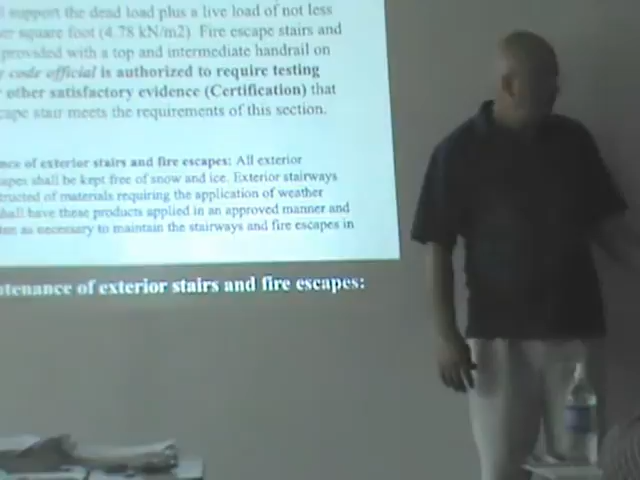 support the dead load plus a live load of not less
square foot (4.78 kN/m2). Fire escape stairs and
provided with a top and intermediate handrail on
code official is authorized to require testing
other satisfactory evidence (Certification) that
cape stair meets the requirements of this section.
nce of exterior stairs and fire escapes: All exterior
apes shall be kept free of snow and ice. Exterior stairways
tructed of materials requiring the application of weather
shall have these products applied in an approved manner and
as necessary to maintain the stairways and fire escapes in
tenance of exterior stairs and fire escapes: